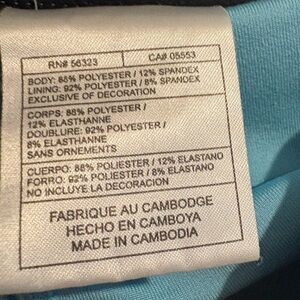 RN# 56323 CA# 05553
BODY: 88% POLYESTER / 12% SPANDEX
LINING: 92% POLYESTER / 8% SPANDEX
EXCLUSIVE OF DECORATION
CORPS: 88% POLYESTER /
12% ELASTHANNE
DOUBLURE: 92% POLYESTER /
8% ELASTHANNE
SANS ORNEMENTS
CUERPO: 88% POLIESTER / 12% ELASTANO
FORRO: 92% POLIESTER / 8% ELASTANO
NO INCLUYE LA DECORACION
FABRIQUE AU CAMBODGE
HECHO EN CAMBOYA
MADE IN CAMBODIA